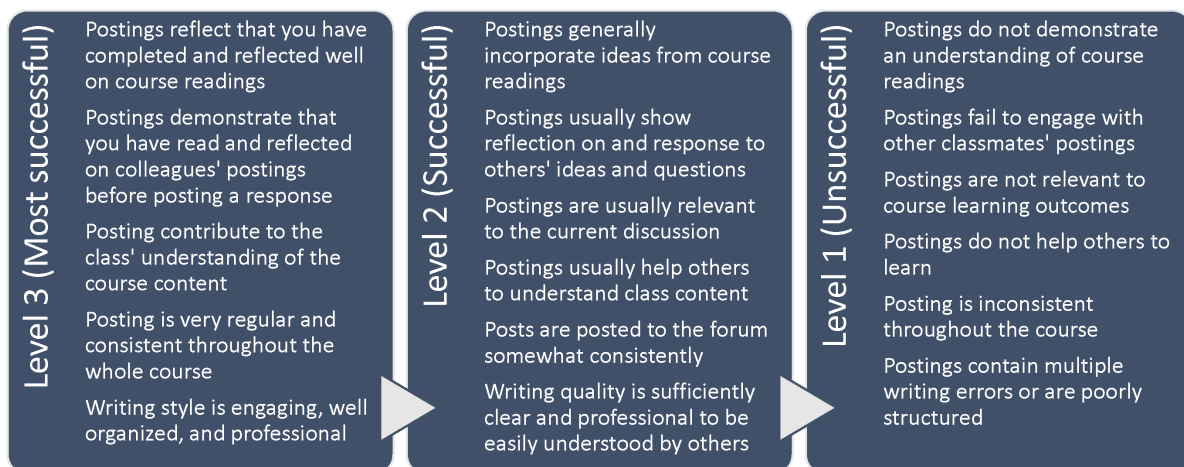 Level 3 (Most successful)
Postings reflect that you have
completed and reflected well
on course readings
Postings demonstrate that
you have read and reflected
on colleagues' postings
before posting a response
Posting contribute to the
class' understanding of the
course content
Posting is very regular and
consistent throughout the
whole course
Writing style is engaging, well
organized, and professional
Level 2 (Successful)
Postings generally
incorporate ideas from course
readings
Postings usually show
reflection on and response to
others' ideas and questions
Postings are usually relevant
to the current discussion
Postings usually help others
to understand class content
Posts are posted to the forum
somewhat consistently
Writing quality is sufficiently
clear and professional to be
easily understood by others
Level 1 (Unsuccessful)
Postings do not demonstrate
an understanding of course
readings
Postings fail to engage with
other classmates' postings
Postings are not relevant to
course learning outcomes
Postings do not help others to
learn
Posting is inconsistent
throughout the course
Postings contain multiple
writing errors or are poorly
structured